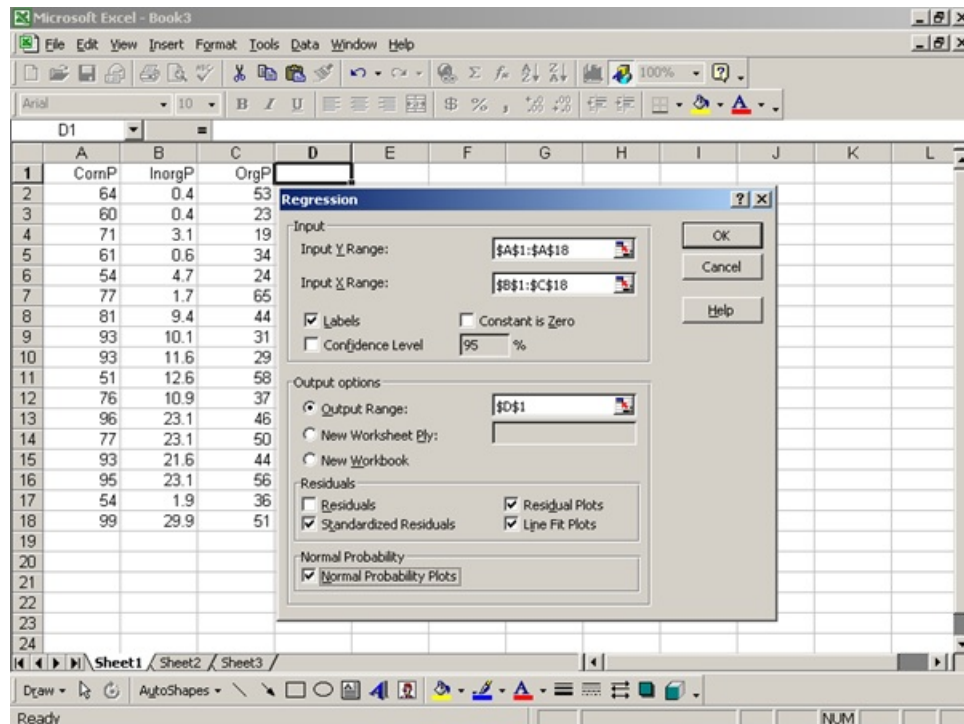 Microsoft Excel - Book3
File Edit View Insert Format Tools Data Window Help
100%
Arial 10 B I U $ % ,
D1 =
A B C D E F G H I J K L
1 CornP InorgP OrgP
2 64 0.4 53
3 60 0.4 23
4 71 3.1 19
5 61 0.6 34
6 54 4.7 24
7 77 1.7 65
8 81 9.4 44
9 93 10.1 31
10 93 11.6 29
11 51 12.6 58
12 76 10.9 37
13 96 23.1 46
14 77 23.1 50
15 93 21.6 44
16 95 23.1 56
17 54 1.9 36
18 99 29.9 51
19
20
21
22
23
24
Regression
Input
Input Y Range: $A$1:$A$18
Input X Range: $B$1:$C$18
Labels Constant is Zero
Confidence Level 95 %
OK
Cancel
Help
Output options
Output Range: $D$1
New Worksheet Ply:
New Workbook
Residuals
Residuals Residual Plots
Standardized Residuals Line Fit Plots
Normal Probability
Normal Probability Plots
Sheet1 Sheet2 Sheet3
Draw AutoShapes
Ready NUM